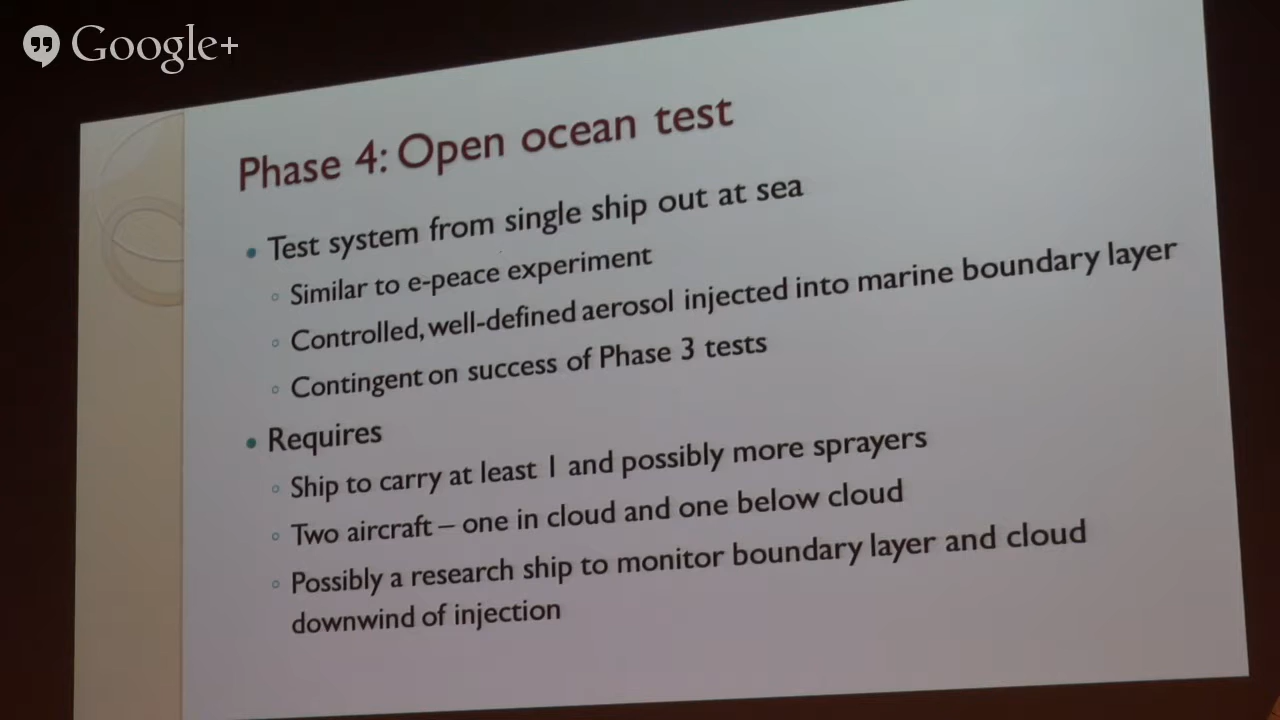 Google+
Phase 4: Open ocean test
• Test system from single ship out at sea
◦ Similar to e-peace experiment
◦ Controlled, well-defined aerosol injected into marine boundary layer
◦ Contingent on success of Phase 3 tests
• Requires
◦ Ship to carry at least 1 and possibly more sprayers
◦ Two aircraft – one in cloud and one below cloud
◦ Possibly a research ship to monitor boundary layer and cloud
downwind of injection